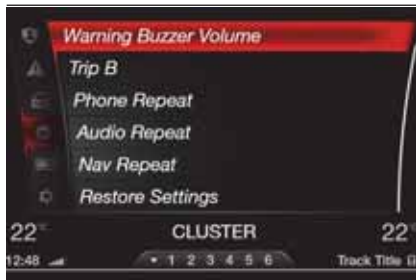 Warning Buzzer Volume
Trip B
Phone Repeat
Audio Repeat
Nav Repeat
Restore Settings
22° CLUSTER 22°
12:48 • 1 2 3 4 5 6 Track Title